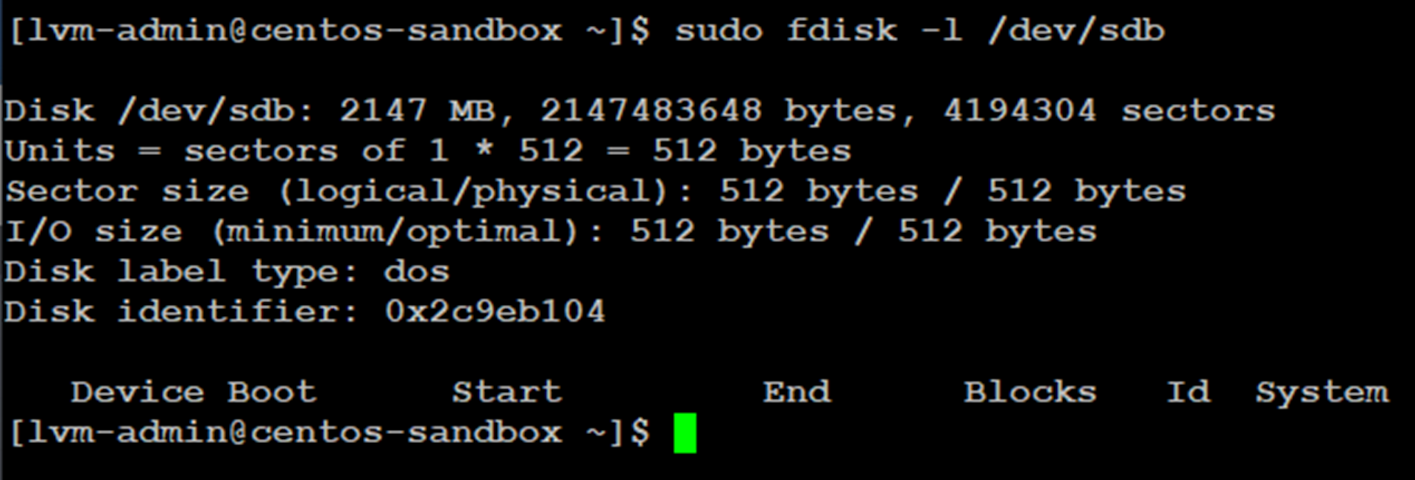 [lvm-admin@centos-sandbox ~]$ sudo fdisk -l /dev/sdb
Disk /dev/sdb: 2147 MB, 2147483648 bytes, 4194304 sectors
Units = sectors of 1 * 512 = 512 bytes
Sector size (logical/physical): 512 bytes / 512 bytes
I/O size (minimum/optimal): 512 bytes / 512 bytes
Disk label type: dos
Disk identifier: 0x2c9eb104
Device Boot Start End Blocks Id System
[lvm-admin@centos-sandbox ~]$